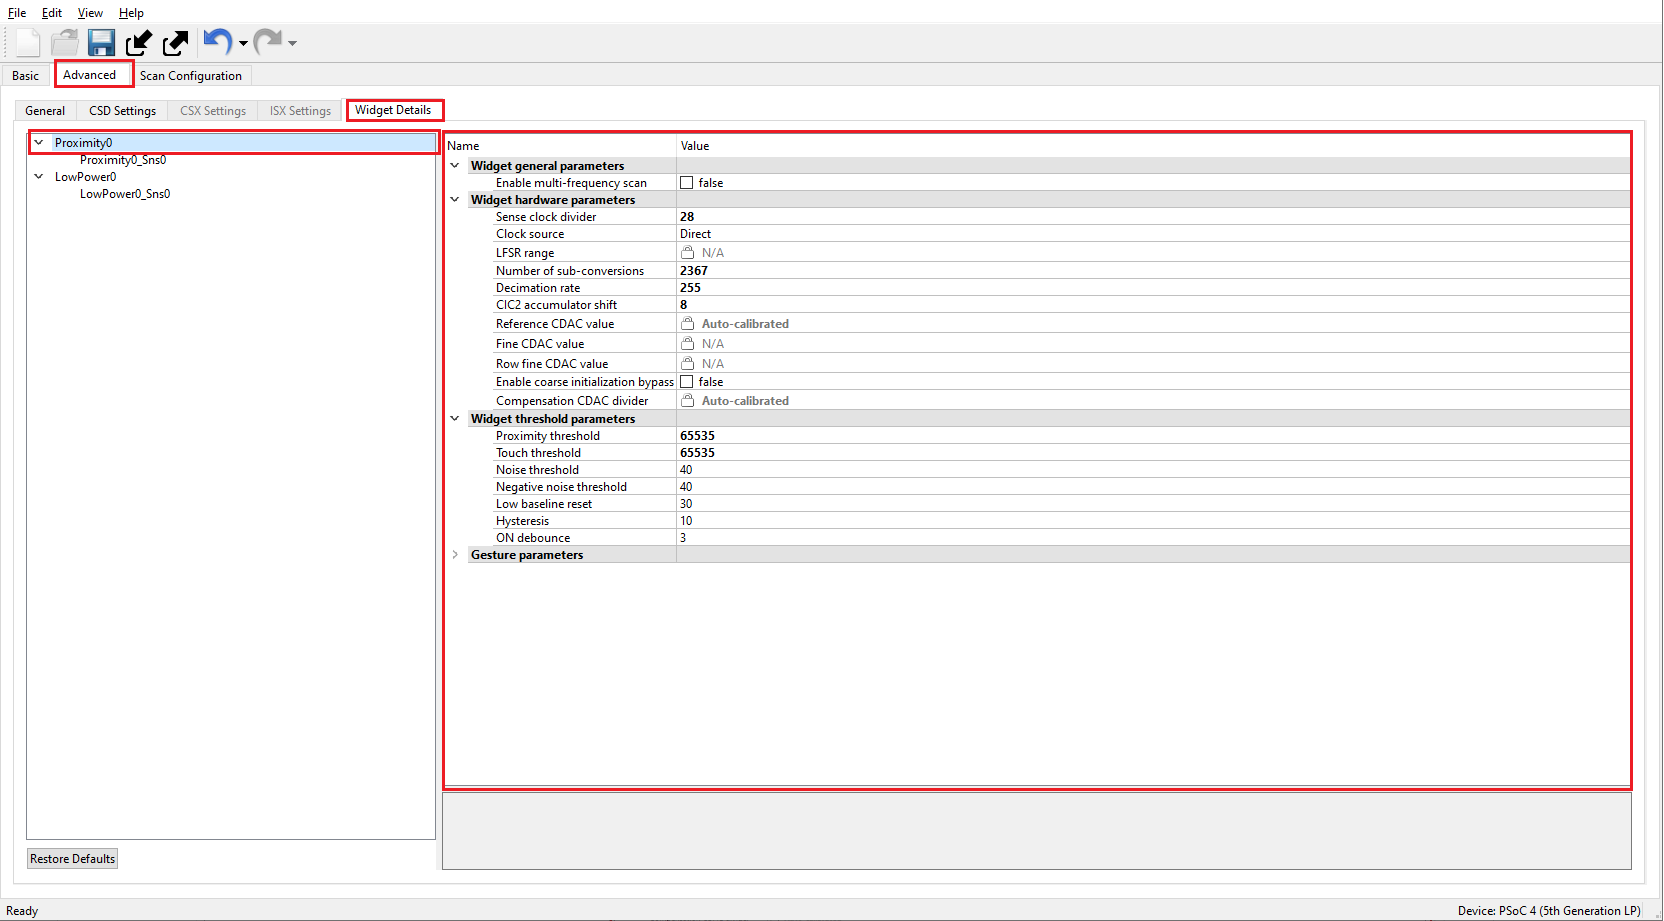 File Edit View Help
Basic Advanced Scan Configuration
General CSD Settings CSX Settings ISX Settings Widget Details
Proximity0
Proximity0_Sns0
LowPower0
LowPower0_Sns0
Name Value
Widget general parameters
Enable multi-frequency scan false
Widget hardware parameters
Sense clock divider 28
Clock source Direct
LFSR range N/A
Number of sub-conversions 2367
Decimation rate 255
CIC2 accumulator shift 8
Reference CDAC value Auto-calibrated
Fine CDAC value N/A
Row fine CDAC value N/A
Enable coarse initialization bypass false
Compensation CDAC divider Auto-calibrated
Widget threshold parameters
Proximity threshold 65535
Touch threshold 65535
Noise threshold 40
Negative noise threshold 40
Low baseline reset 30
Hysteresis 10
ON debounce 3
Gesture parameters
Restore Defaults
Ready Device: PSoC 4 (5th Generation LP)